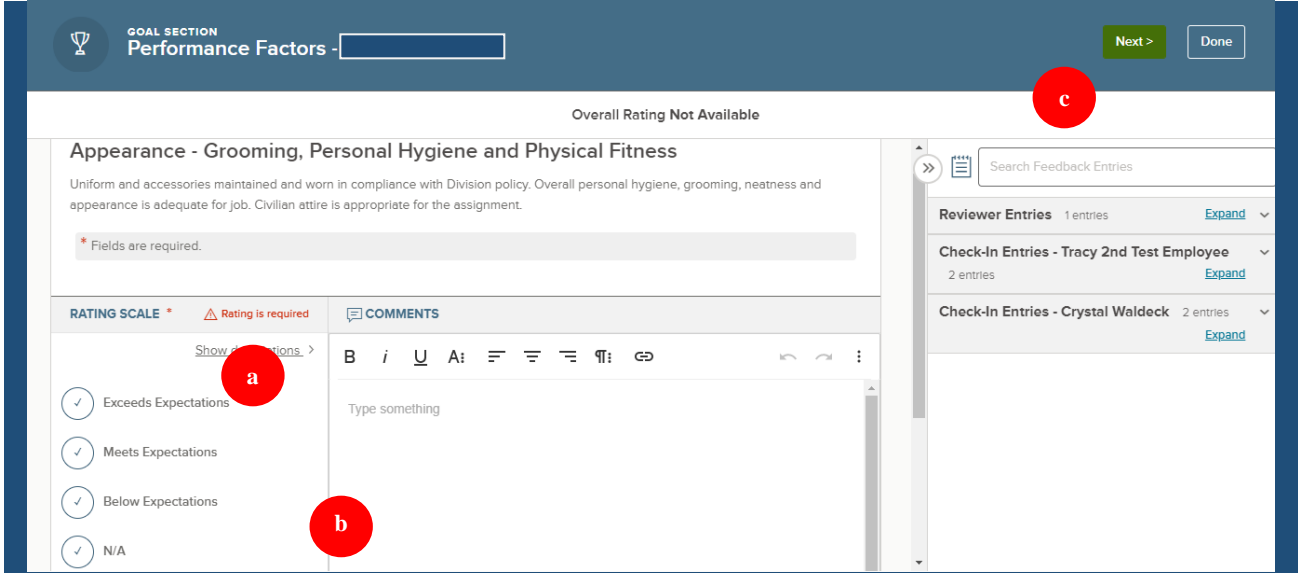 GOAL SECTION
Performance Factors -
Next >
Done
c
Overall Rating Not Available
Appearance - Grooming, Personal Hygiene and Physical Fitness
Uniform and accessories maintained and worn in compliance with Division policy. Overall personal hygiene, grooming, neatness and
appearance is adequate for job. Civilian attire is appropriate for the assignment.
* Fields are required.
RATING SCALE *
Rating is required
COMMENTS
Show
a
Exceeds Expectations
Meets Expectations
Below Expectations
N/A
b
B i U A
Type something
Search Feedback Entries
Reviewer Entries 1 entries
Expand
Check-In Entries - Tracy 2nd Test Employee
2 entries
Expand
Check-In Entries - Crystal Waldeck 2 entries
Expand